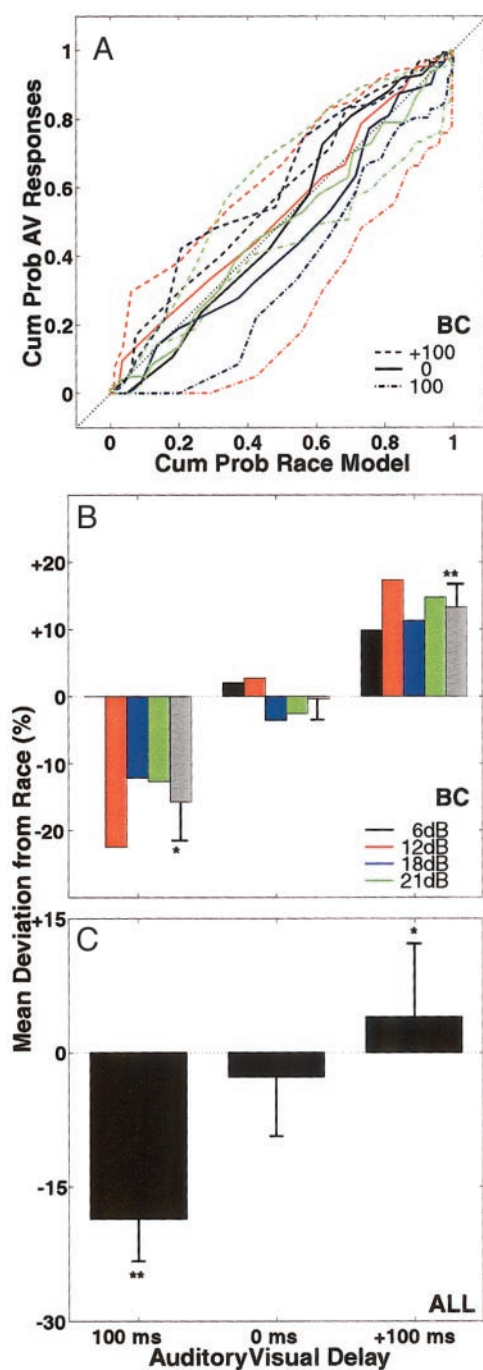 A
1
0.8
0.6
0.4
0.2
0
Cum Prob AV Responses
BC
+100
0
100
0 0.2 0.4 0.6 0.8 1
Cum Prob Race Model
B
+20
+10
0
-10
-20
*
**
BC
6dB
12dB
18dB
21dB
Mean Deviation from Race (%)
C
+15
0
-15
-30
**
*
ALL
100 ms 0 ms +100 ms
AuditoryVisual Delay